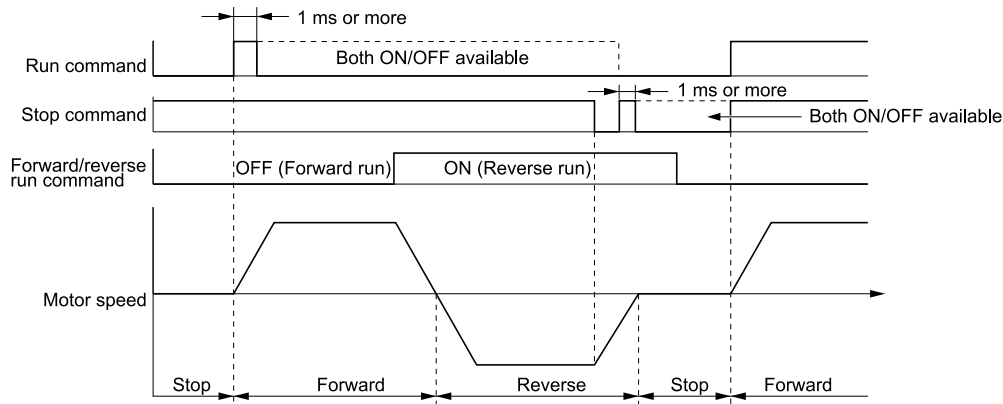 1 ms or more
Run command
Both ON/OFF available
1 ms or more
Stop command
Both ON/OFF available
Forward/reverse
run command
OFF (Forward run)
ON (Reverse run)
Motor speed
Stop
Forward
Reverse
Stop
Forward